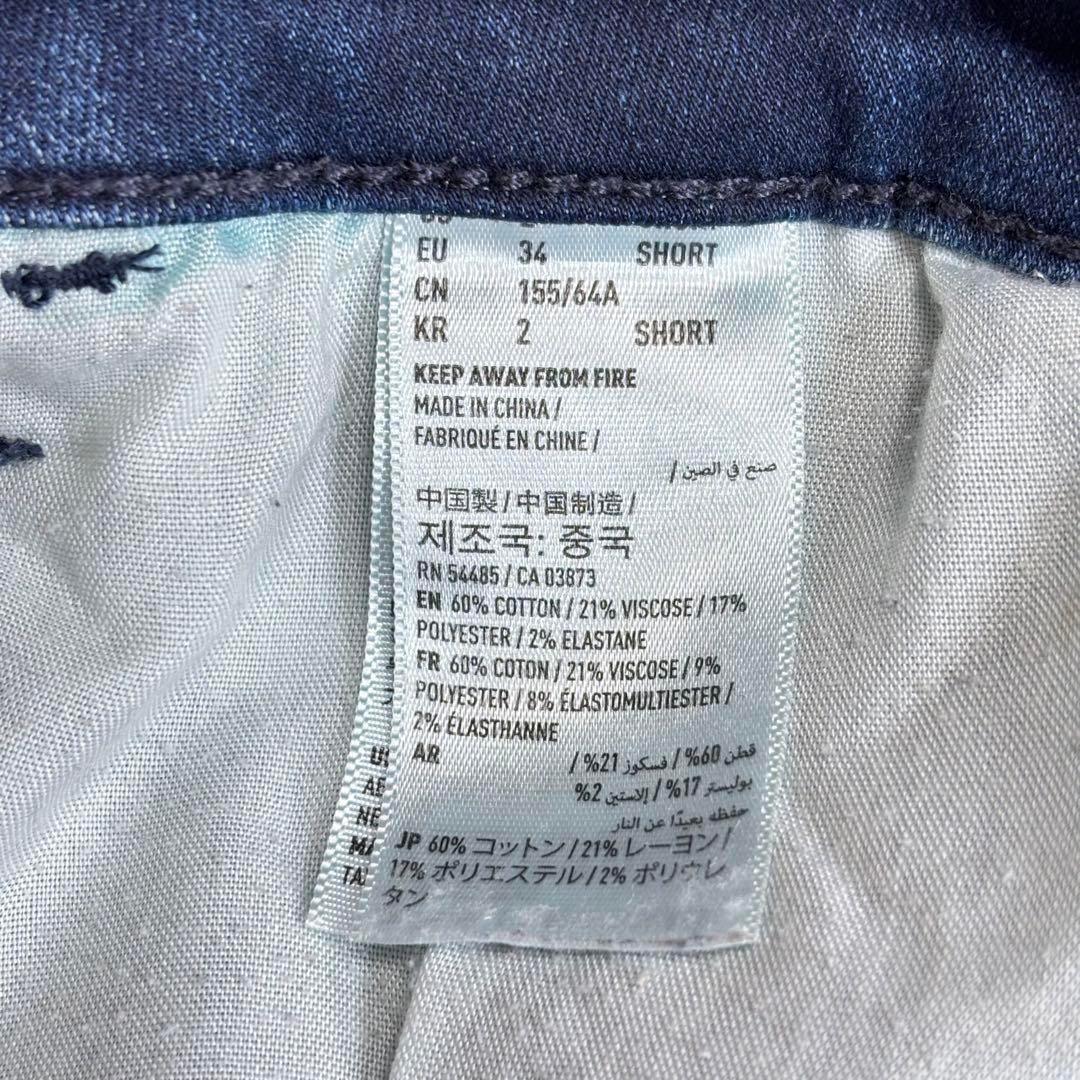 EU 34 SHORT
CN 155/64A
KR 2 SHORT
KEEP AWAY FROM FIRE
MADE IN CHINA /
FABRIQUÉ EN CHINE /
صنع في الصين /
中国製 / 中国制造 /
제조국: 중국
RN 54485 / CA 03873
EN 60% COTTON / 21% VISCOSE / 17%
POLYESTER / 2% ELASTANE
FR 60% COTON / 21% VISCOSE / 9%
POLYESTER / 8% ÉLASTOMULTIESTER /
2% ÉLASTHANNE
AR قطن 60% / فسكوز 21% /
بوليستر 17% / إلاستين 2%
حفظه بعيدًا عن النار
JP 60% コットン / 21% レーヨン /
17% ポリエステル / 2% ポリウレ
タン